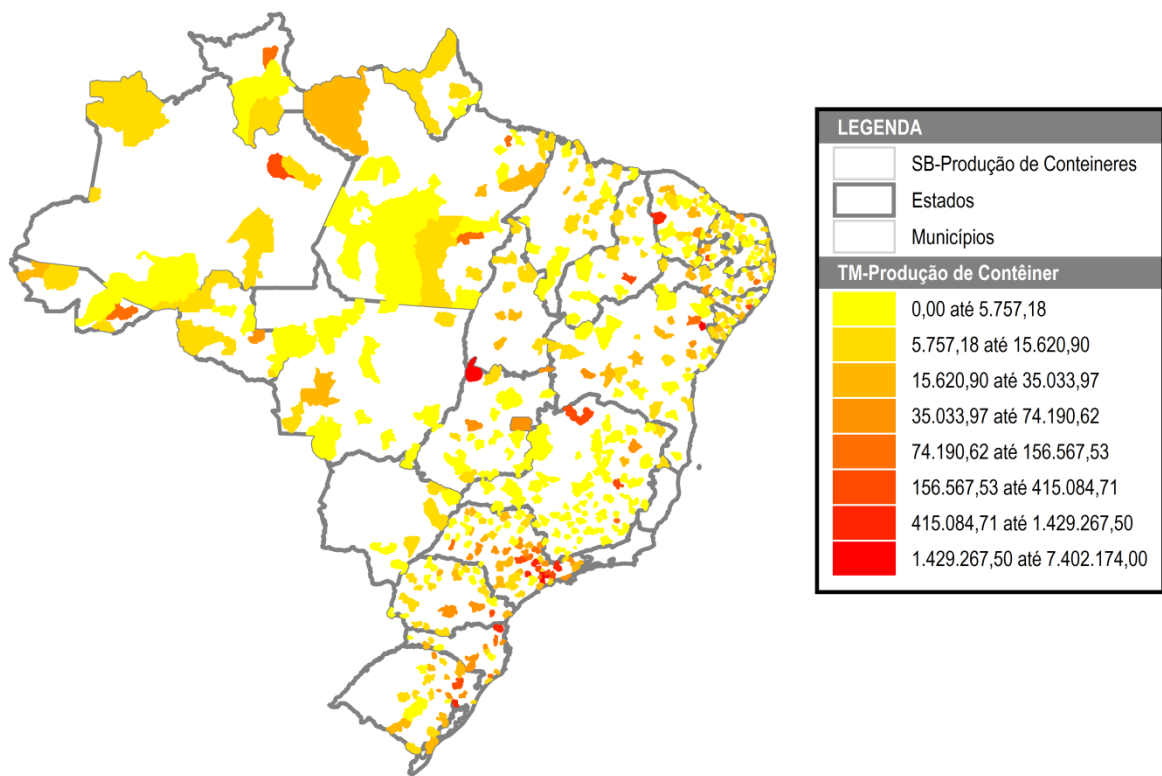 LEGENDA
SB-Produção de Conteineres
Estados
Municípios
TM-Produção de Contêiner
0,00 até 5.757,18
5.757,18 até 15.620,90
15.620,90 até 35.033,97
35.033,97 até 74.190,62
74.190,62 até 156.567,53
156.567,53 até 415.084,71
415.084,71 até 1.429.267,50
1.429.267,50 até 7.402.174,00